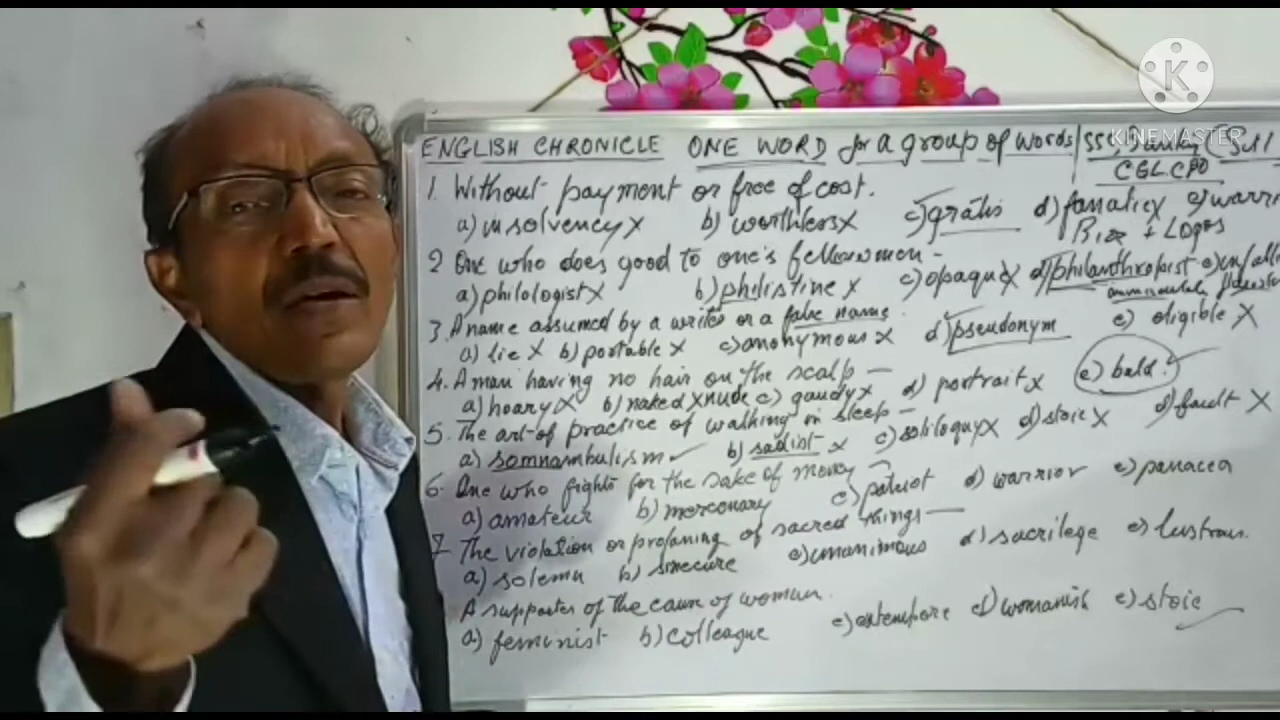 K
KINEMASTER
ENGLISH CHRONICLE ONE WORD for a group of words/ SSC,
CGL.CPO
1. Without payment or free of cost.
a) insolvency X b) worthless X c) gratis d) fanatic X e)
+ Logos
2 One who does good to one's fellowmen -
a) philologist X b) philistine X c) opaque X d) philanthropist e)
3. A name assumed by a writer or a false name.
a) lie X b) portable X c) anonymous X d) pseudonym e) eligible X
4. A man having no hair on the scalp -
a) hoary X b) naked X nude c) gaudy X d) portrait X e) bald. ✓
5. The art of practice of walking in sleep -
a) somnambulism ✓ b) sadist X c) soliloquy X d) stoic X d) fault X
6. One who fights for the sake of money -
a) amateur b) merconary c) patriot d) warrior e) panacea
7. The violation or profaning of sacred things -
a) solemn b) sinecure c) unanimous d) sacrilege e)
A supporter of the cause of woman.
a) feminist b) colleague c) extempore d) womanish e) stoic ✓